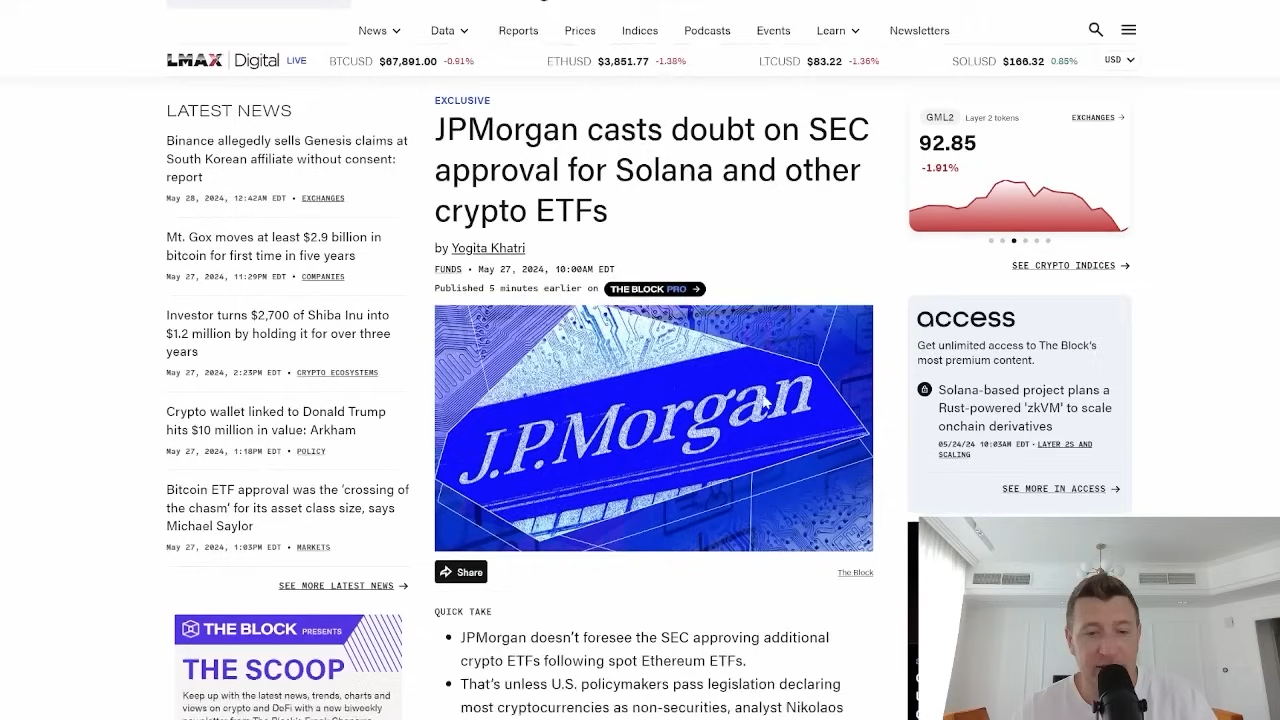 News
Data
Reports
Prices
Indices
Podcasts
Events
Learn
Newsletters
LMAX Digital LIVE
BTCUSD $67,891.00 -0.91%
ETHUSD $3,851.77 -1.38%
LTCUSD $83.22 -1.36%
SOLUSD $166.32 0.85%
USD
LATEST NEWS
Binance allegedly sells Genesis claims at
South Korean affiliate without consent:
report
May 28, 2024, 12:42AM EDT • EXCHANGES
Mt. Gox moves at least $2.9 billion in
bitcoin for first time in five years
May 27, 2024, 11:29PM EDT • COMPANIES
Investor turns $2,700 of Shiba Inu into
$1.2 million by holding it for over three
years
May 27, 2024, 2:23PM EDT • CRYPTO ECOSYSTEMS
Crypto wallet linked to Donald Trump
hits $10 million in value: Arkham
May 27, 2024, 1:18PM EDT • POLICY
Bitcoin ETF approval was the ‘crossing of
the chasm’ for its asset class size, says
Michael Saylor
May 27, 2024, 1:03PM EDT • MARKETS
SEE MORE LATEST NEWS →
THE BLOCK PRESENTS
THE SCOOP
Keep up with the latest news, trends, charts and
views on crypto and DeFi with a new biweekly
EXCLUSIVE
JPMorgan casts doubt on SEC
approval for Solana and other
crypto ETFs
by Yogita Khatri
FUNDS • May 27, 2024, 10:00AM EDT
Published 5 minutes earlier on THE BLOCK PRO →
J.P.Morgan
Share
The Block
QUICK TAKE
• JPMorgan doesn’t foresee the SEC approving additional
crypto ETFs following spot Ethereum ETFs.
• That’s unless U.S. policymakers pass legislation declaring
most cryptocurrencies as non-securities, analyst Nikolaos
GML2 Layer 2 tokens EXCHANGES →
92.85
-1.91%
SEE CRYPTO INDICES →
access
Get unlimited access to The Block's
most premium content.
Solana-based project plans a
Rust-powered 'zkVM' to scale
onchain derivatives
05/24/24 10:03AM EDT · LAYER 2S AND
SCALING
SEE MORE IN ACCESS →